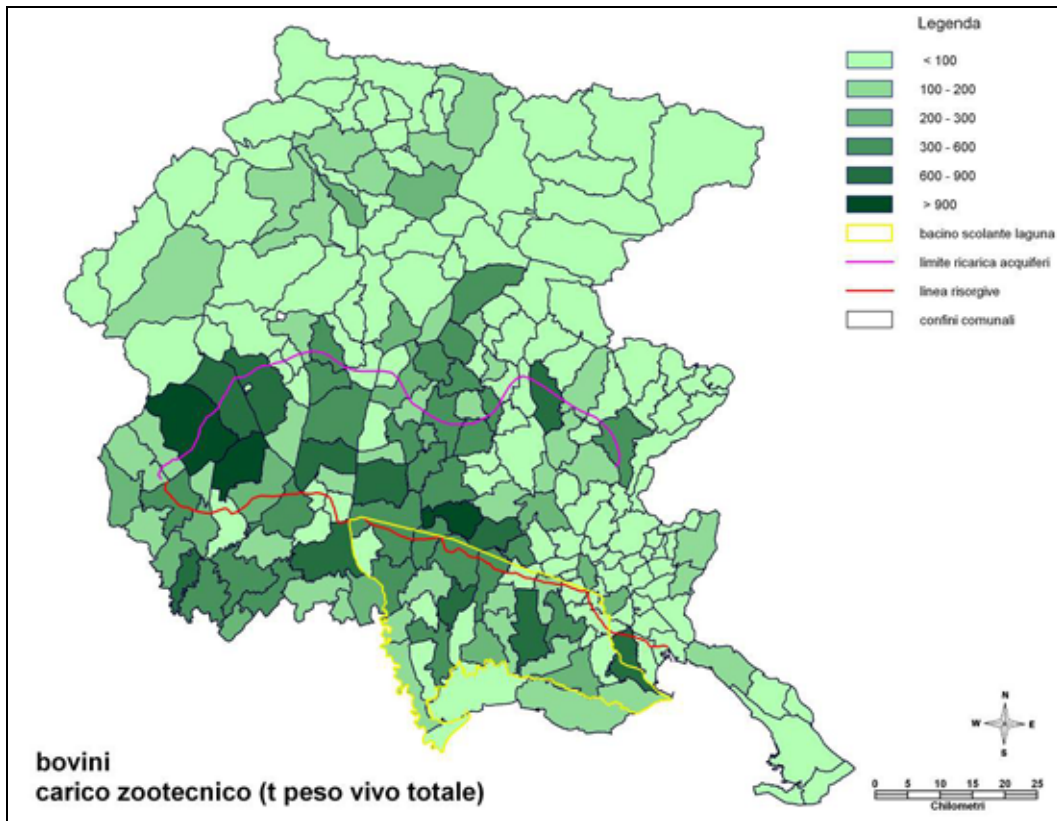 Legenda
< 100
100 - 200
200 - 300
300 - 600
600 - 900
> 900
bacino scolante laguna
limite ricarica acquiferi
linea risorgive
confini comunali
N
W E
S
bovini
carico zootecnico (t peso vivo totale)
0 5 10 15 20 25
Chilometri